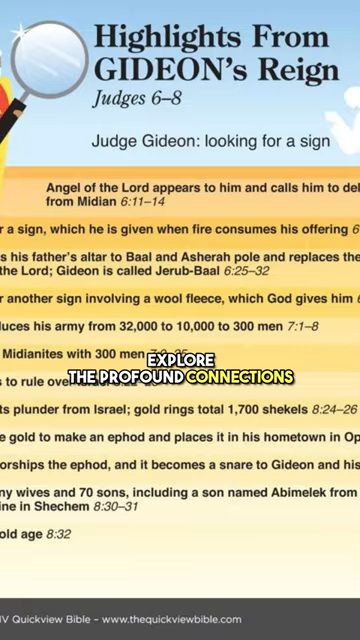 Highlights From
GIDEON's Reign
Judges 6–8
Judge Gideon: looking for a sign
Angel of the Lord appears to him and calls him to del
from Midian 6:11–14
r a sign, which he is given when fire consumes his offering 6
s his father's altar to Baal and Asherah pole and replaces the
the Lord; Gideon is called Jerub-Baal 6:25–32
r another sign involving a wool fleece, which God gives him
duces his army from 32,000 to 10,000 to 300 men 7:1–8
Midianites with 300 men
EXPLORE
THE PROFOUND CONNECTIONS
s to rule over
ts plunder from Israel; gold rings total 1,700 shekels 8:24–26
e gold to make an ephod and places it in his hometown in Op
orships the ephod, and it becomes a snare to Gideon and his
ny wives and 70 sons, including a son named Abimelek from
ine in Shechem 8:30–31
old age 8:32
IV Quickview Bible – www.thequickviewbible.com